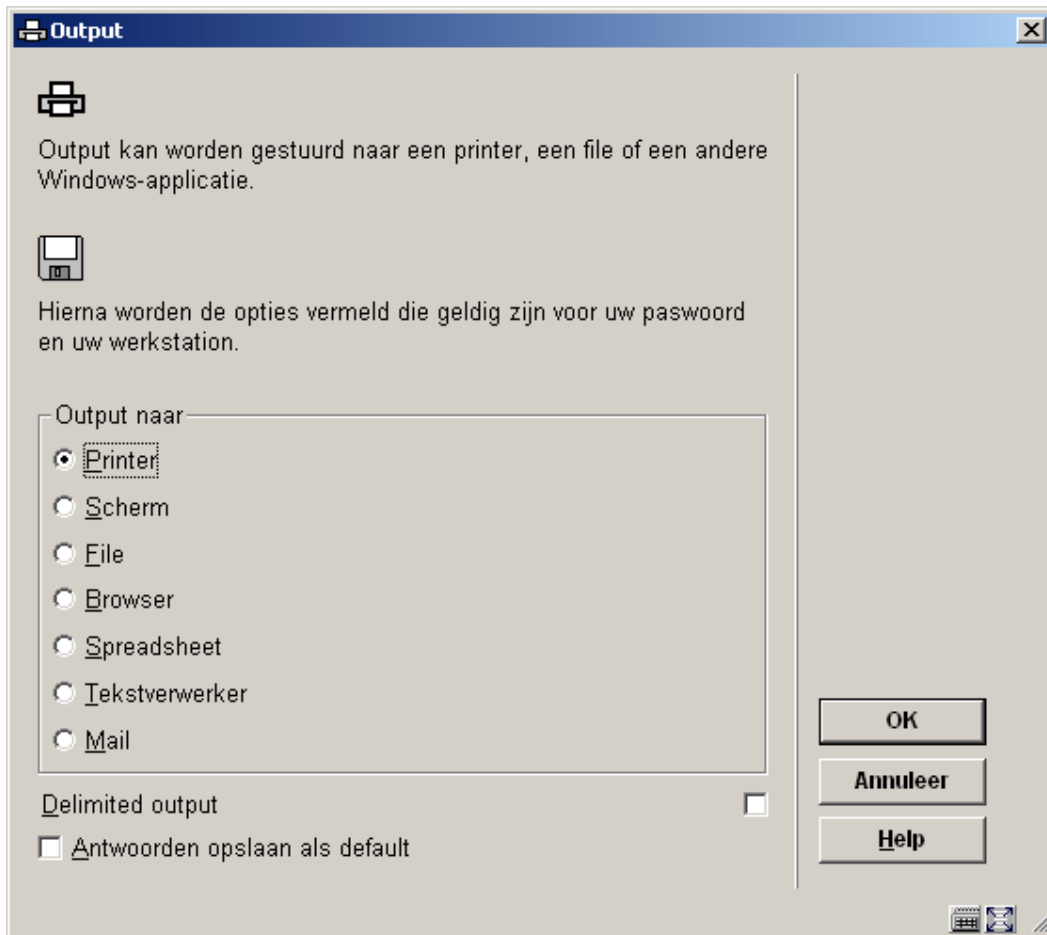 Output
Output kan worden gestuurd naar een printer, een file of een andere
Windows-applicatie.
Hierna worden de opties vermeld die geldig zijn voor uw paswoord
en uw werkstation.
Output naar
Printer
Scherm
File
Browser
Spreadsheet
Tekstverwerker
Mail
Delimited output
Antwoorden opslaan als default
OK
Annuleer
Help